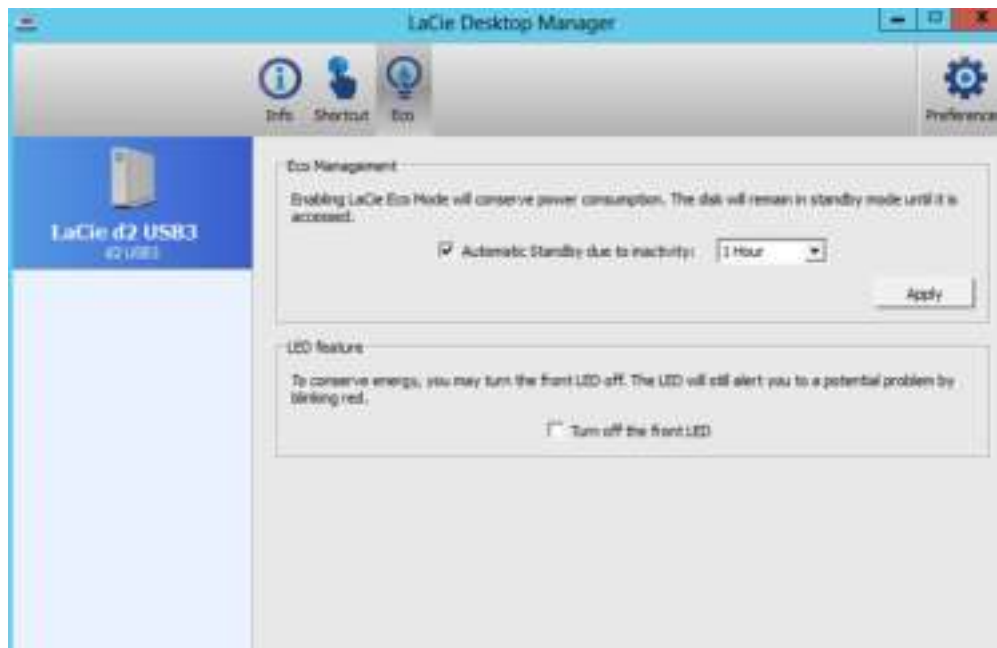 LaCie Desktop Manager
Info Shortcut Eco
Preference
LaCie d2 USB3
d2 USB3
Eco Management
Enabling LaCie Eco Mode will conserve power consumption. The disk will remain in standby mode until it is
accessed.
Automatic Standby due to inactivity: 1 Hour
Apply
LED feature
To conserve energy, you may turn the front LED off. The LED will still alert you to a potential problem by
blinking red.
Turn off the front LED